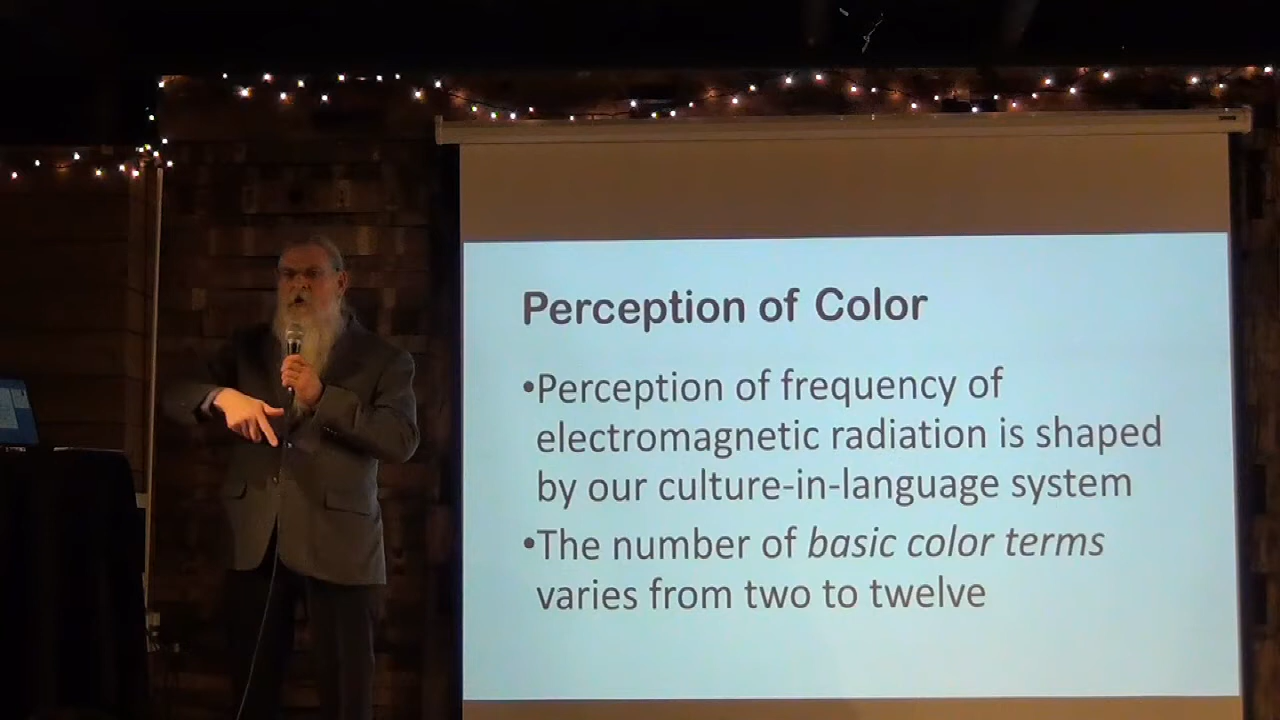 Perception of Color
•Perception of frequency of
electromagnetic radiation is shaped
by our culture-in-language system
•The number of basic color terms
varies from two to twelve